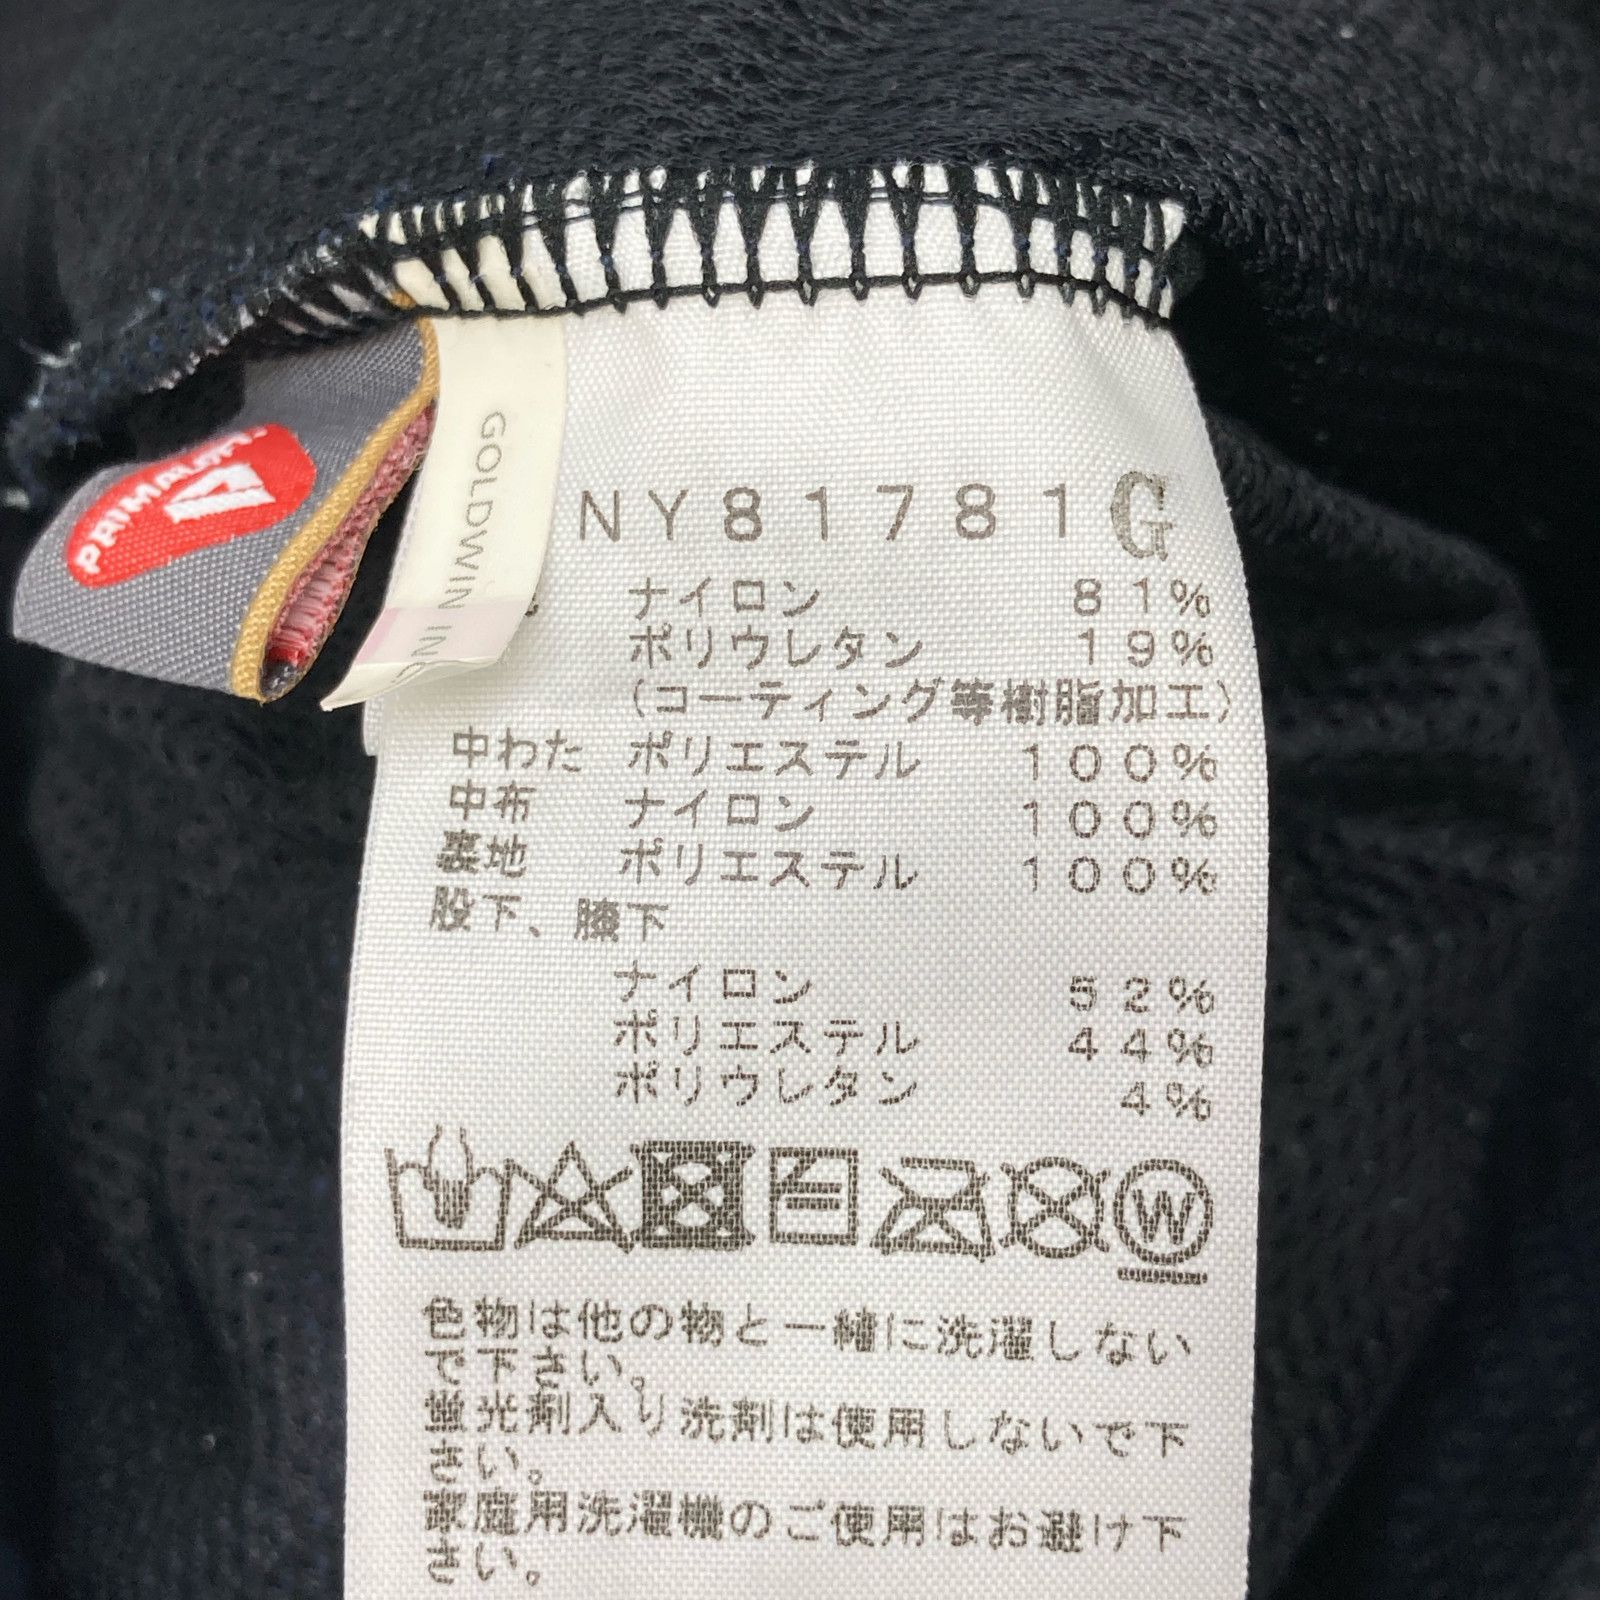 GOLDWIN INC
NY81781G
ナイロン 81%
ポリウレタン 19%
(コーティング等樹脂加工)
中わた ポリエステル 100%
中布 ナイロン 100%
裏地 ポリエステル 100%
股下、膝下
ナイロン 52%
ポリエステル 44%
ポリウレタン 4%
W
色物は他の物と一緒に洗濯しない
で下さい。
蛍光剤入り洗剤は使用しないで下
さい。
家庭用洗濯機のご使用はお避け下
さい。